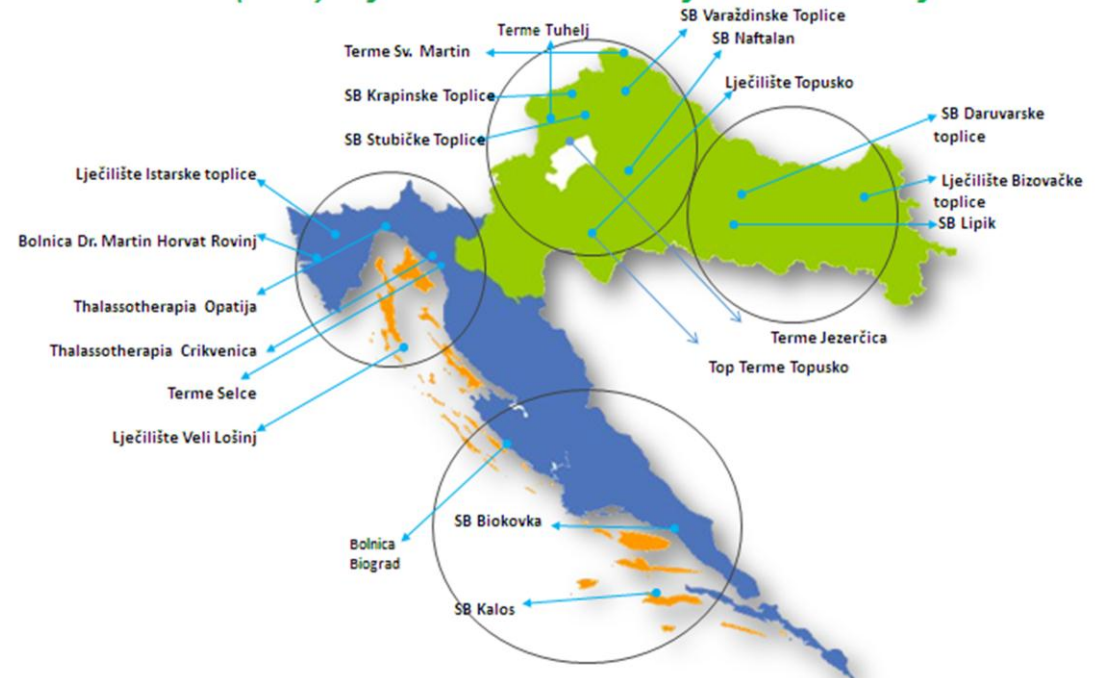 SB Varaždinske Toplice
Terme Tuhelj
SB Naftalan
Terme Sv. Martin
Lječilište Topusko
SB Krapinske Toplice
SB Daruvarske
toplice
SB Stubičke Toplice
Lječilište Istarske toplice
Lječilište Bizovačke
toplice
SB Lipik
Bolnica Dr. Martin Horvat Rovinj
Thalassotherapia Opatija
Terme Jezerčica
Thalassotherapia Crikvenica
Top Terme Topusko
Terme Selce
Lječilište Veli Lošinj
SB Biokovka
Bolnica
Biograd
SB Kalos